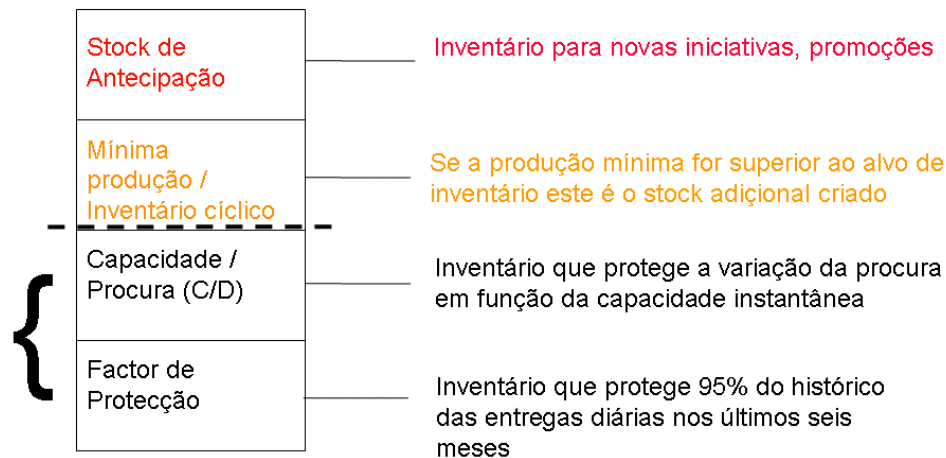 Stock de
Antecipação
Inventário para novas iniciativas, promoções
Mínima
produção /
Inventário cíclico
Se a produção mínima for superior ao alvo de
inventário este é o stock adiçional criado
Capacidade /
Procura (C/D)
Inventário que protege a variação da procura
em função da capacidade instantânea
Factor de
Protecção
Inventário que protege 95% do histórico
das entregas diárias nos últimos seis
meses